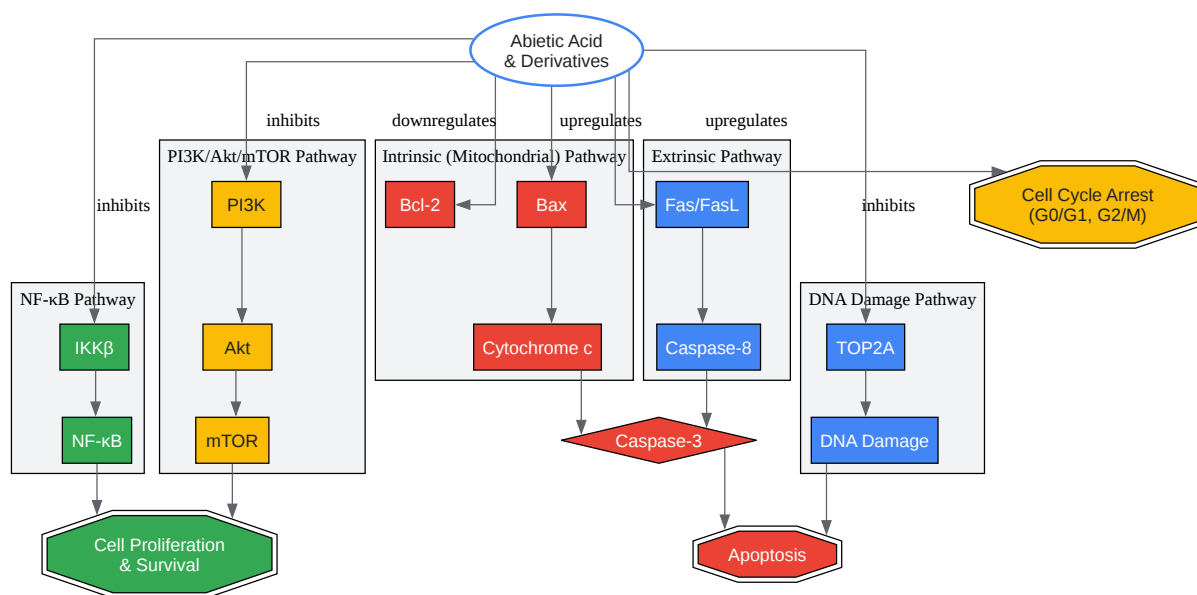 Abietic Acid
& Derivatives
inhibits
downregulates
upregulates
upregulates
PI3K/Akt/mTOR Pathway
Intrinsic (Mitochondrial) Pathway
Extrinsic Pathway
inhibits
PI3K
Bcl-2
Bax
Fas/FasL
inhibits
Cell Cycle Arrest
(G0/G1, G2/M)
NF-κB Pathway
DNA Damage Pathway
IKKβ
Akt
Cytochrome c
Caspase-8
TOP2A
NF-κB
mTOR
Caspase-3
DNA Damage
Cell Proliferation
& Survival
Apoptosis